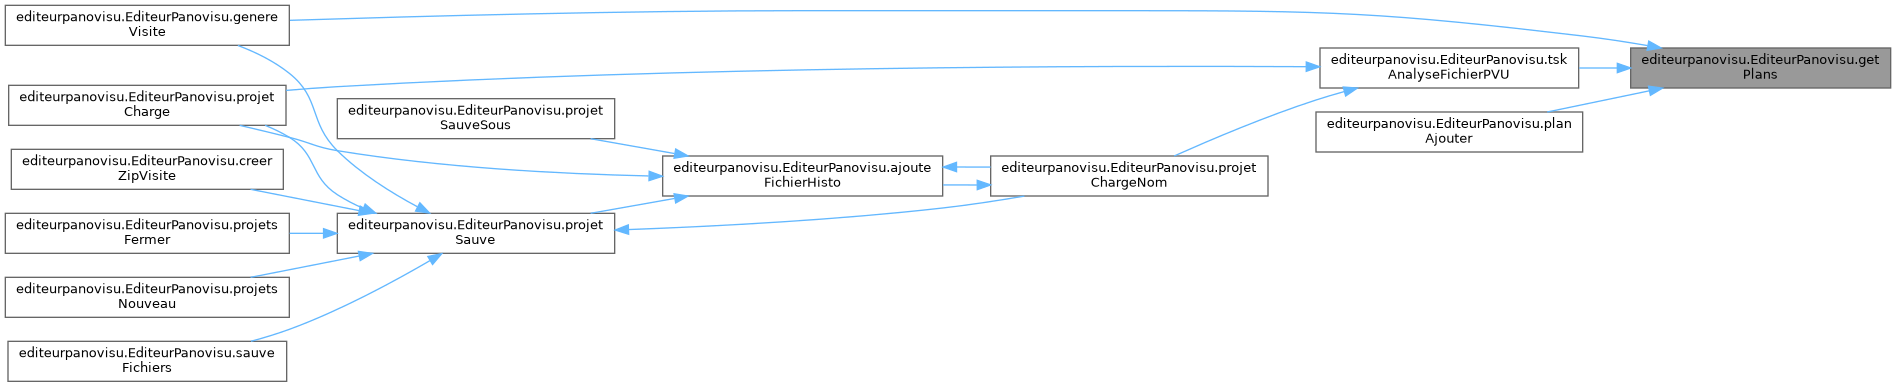 editeurpanovisu.EditeurPanovisu.genere
Visite
editeurpanovisu.EditeurPanovisu.projet
Charge
editeurpanovisu.EditeurPanovisu.creer
ZipVisite
editeurpanovisu.EditeurPanovisu.projets
Fermer
editeurpanovisu.EditeurPanovisu.projets
Nouveau
editeurpanovisu.EditeurPanovisu.sauve
Fichiers
editeurpanovisu.EditeurPanovisu.projet
SauveSous
editeurpanovisu.EditeurPanovisu.projet
Sauve
editeurpanovisu.EditeurPanovisu.ajoute
FichierHisto
editeurpanovisu.EditeurPanovisu.projet
ChargeNom
editeurpanovisu.EditeurPanovisu.tsk
AnalyseFichierPVU
editeurpanovisu.EditeurPanovisu.plan
Ajouter
editeurpanovisu.EditeurPanovisu.get
Plans